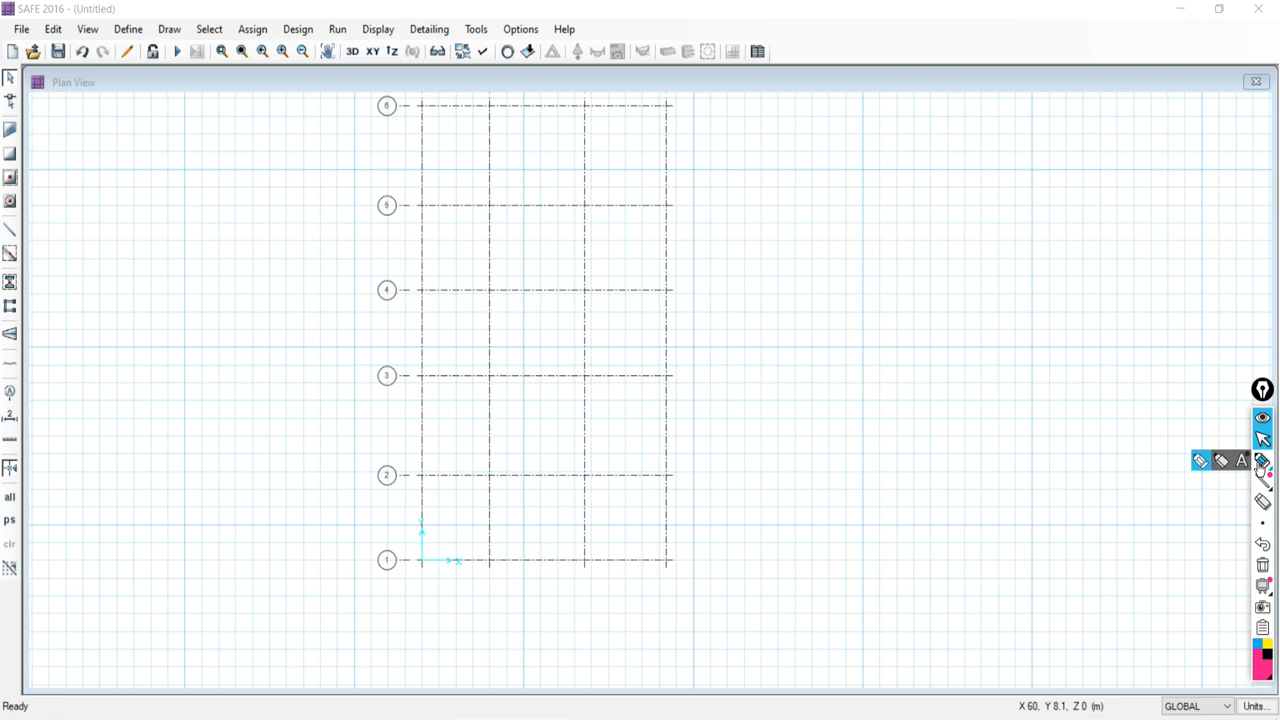 SAFE 2016 - (Untitled)
File Edit View Define Draw Select Assign Design Run Display Detailing Tools Options Help
3D XY
Plan View
6
5
4
3
2
1
Y
X
A
2
all
ps
clr
A
Ready
X 60, Y 8.1, Z 0 (m)
GLOBAL
Units...